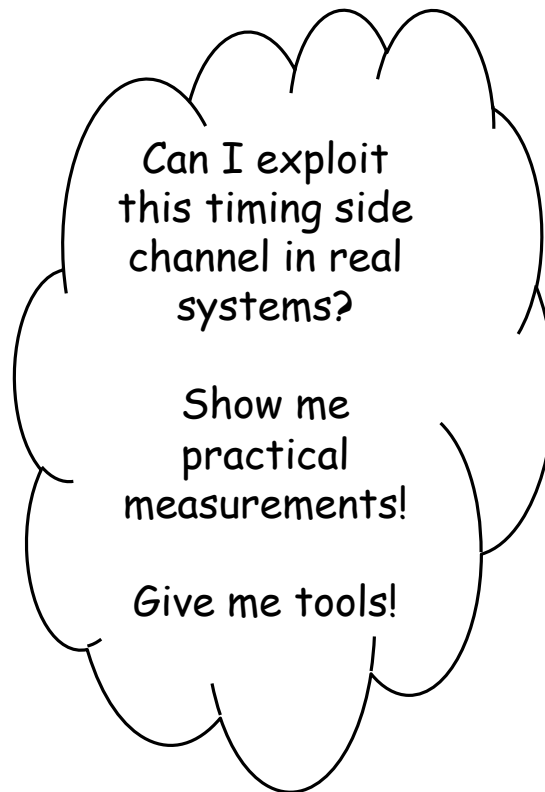 Can I exploit
this timing side
channel in real
systems?
Show me
practical
measurements!
Give me tools!